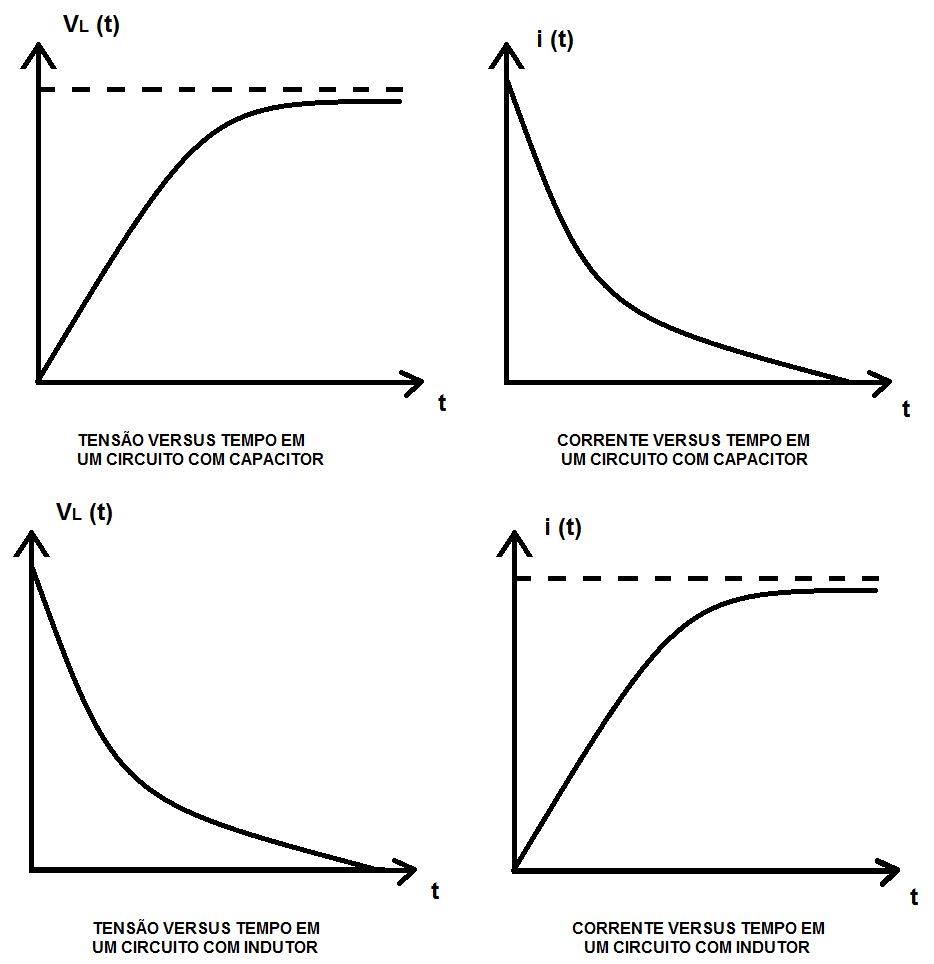 VL (t)
t
TENSÃO VERSUS TEMPO EM
UM CIRCUITO COM CAPACITOR
i (t)
t
CORRENTE VERSUS TEMPO EM
UM CIRCUITO COM CAPACITOR
VL (t)
t
TENSÃO VERSUS TEMPO EM
UM CIRCUITO COM INDUTOR
i (t)
t
CORRENTE VERSUS TEMPO EM
UM CIRCUITO COM INDUTOR